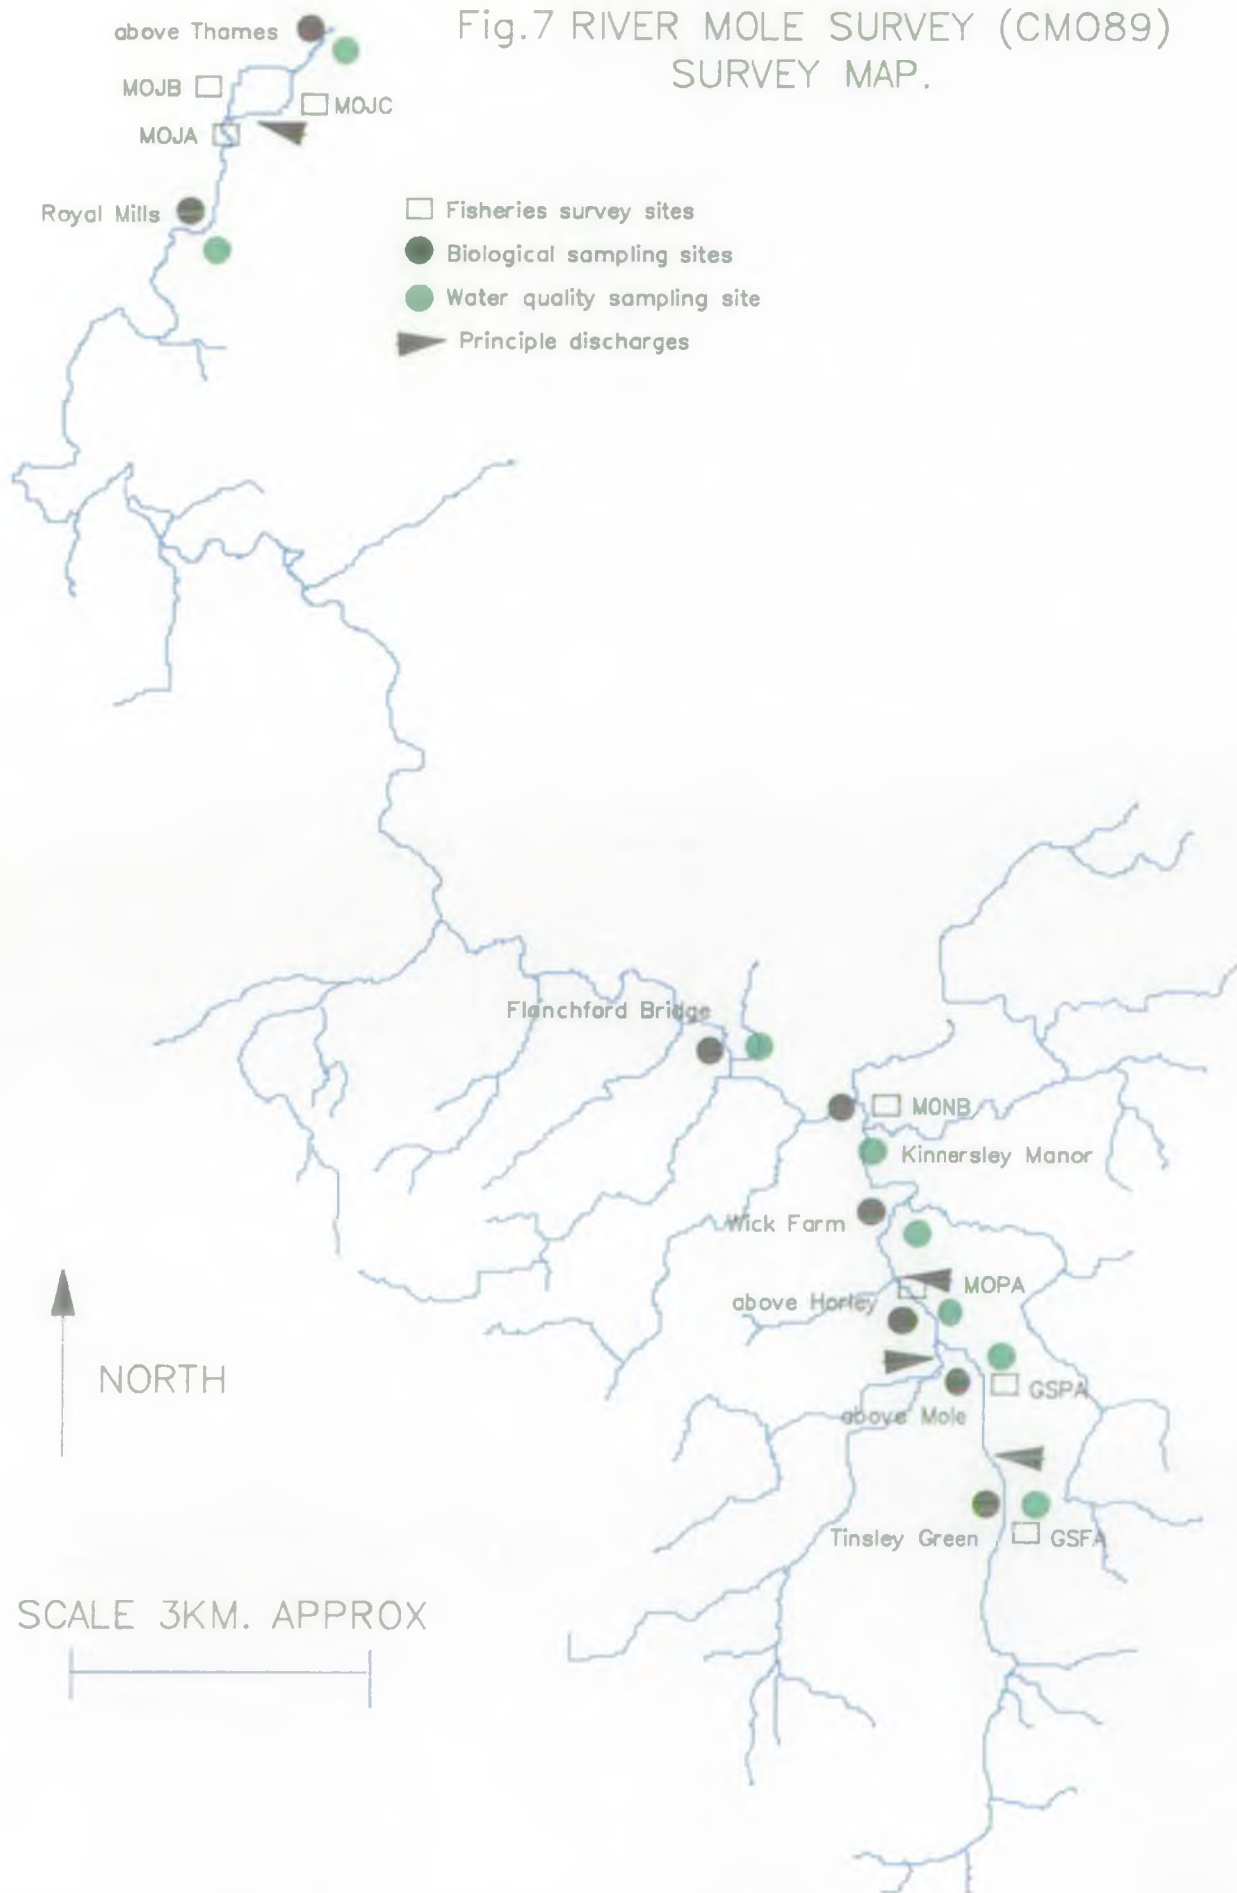 Fig.7 RIVER MOLE SURVEY (CM089)
SURVEY MAP.
above Thames
MOJB
MOJC
MOJA
Royal Mills
Fisheries survey sites
Biological sampling sites
Water quality sampling site
Principle discharges
Flanchford Bridge
MONB
Kinnersley Manor
Wick Farm
MOPA
above Horley
NORTH
GSPA
above Mole
Tinsley Green
GSFA
SCALE 3KM. APPROX